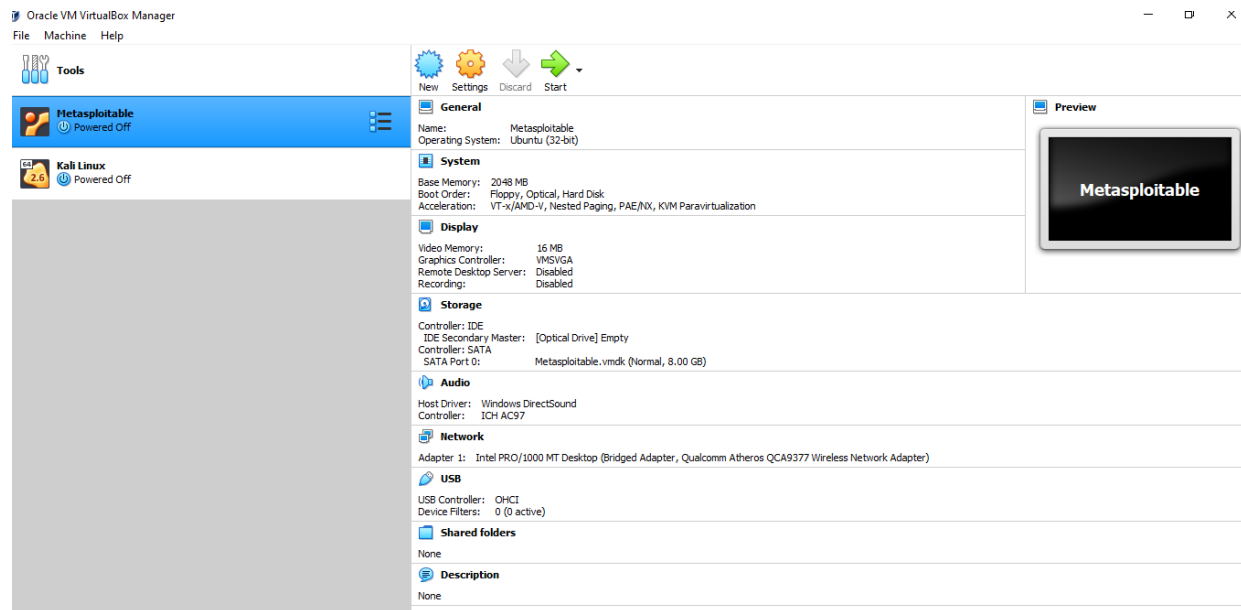 Oracle VM VirtualBox Manager
File Machine Help
Tools
New Settings Discard Start
Metasploitable
Powered Off
64
2.6
Kali Linux
Powered Off
General
Name: Metasploitable
Operating System: Ubuntu (32-bit)
Preview
Metasploitable
System
Base Memory: 2048 MB
Boot Order: Floppy, Optical, Hard Disk
Acceleration: VT-x/AMD-V, Nested Paging, PAE/NX, KVM Paravirtualization
Display
Video Memory: 16 MB
Graphics Controller: VMSVGA
Remote Desktop Server: Disabled
Recording: Disabled
Storage
Controller: IDE
IDE Secondary Master: [Optical Drive] Empty
Controller: SATA
SATA Port 0: Metasploitable.vmdk (Normal, 8.00 GB)
Audio
Host Driver: Windows DirectSound
Controller: ICH AC97
Network
Adapter 1: Intel PRO/1000 MT Desktop (Bridged Adapter, Qualcomm Atheros QCA9377 Wireless Network Adapter)
USB
USB Controller: OHCI
Device Filters: 0 (0 active)
Shared folders
None
Description
None